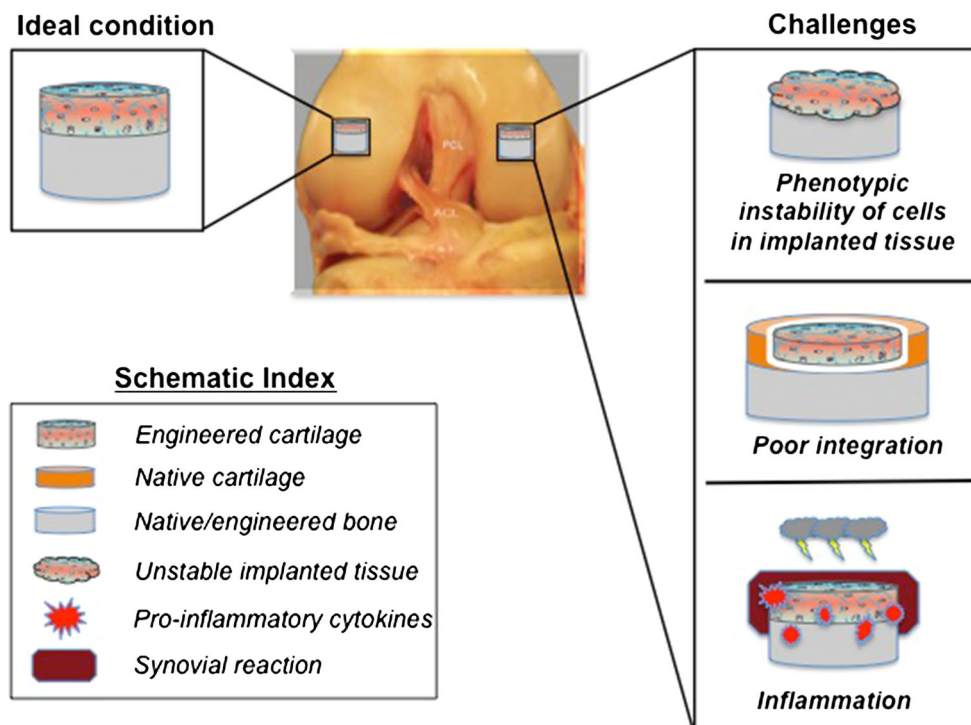 Ideal condition
Challenges
PCL
ACL
Phenotypic
instability of cells
in implanted tissue
Poor integration
Inflammation
Schematic Index
Engineered cartilage
Native cartilage
Native/engineered bone
Unstable implanted tissue
Pro-inflammatory cytokines
Synovial reaction